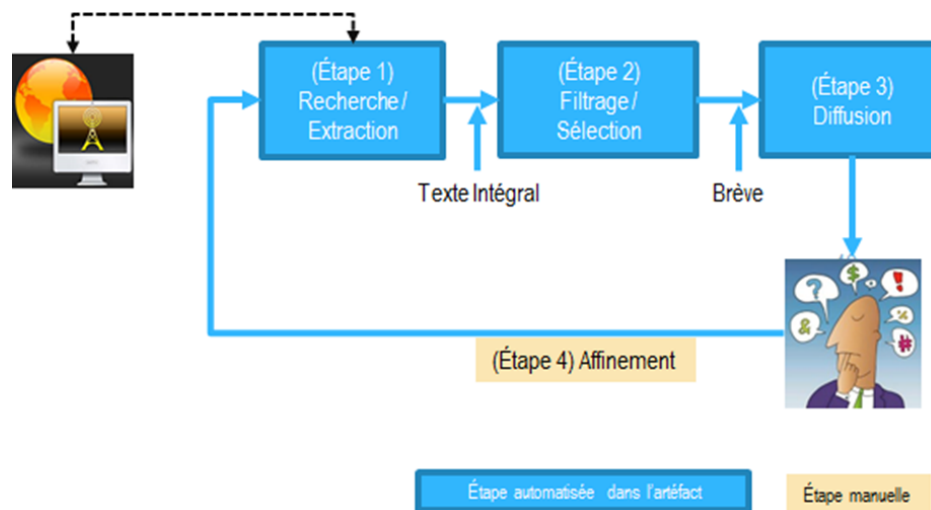 (Étape 1)
Recherche/
Extraction
(Étape 2)
Filtrage/
Sélection
(Étape 3)
Diffusion
Texte Intégral
Brève
? $ ! & % #
(Étape 4) Affinement
Étape automatisée dans l'artéfact
Étape manuelle